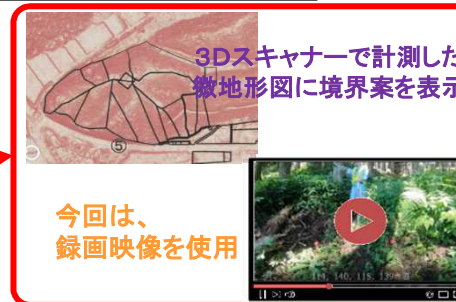 3Dスキャナーで計測した
微地形図に境界案を表示
⑤
今回は、
録画映像を使用